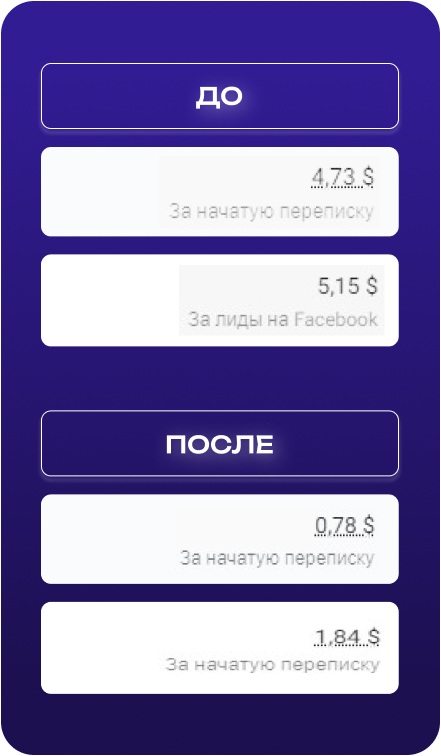 ДО
4,73 $
За начатую переписку
5,15 $
За лиды на Facebook
ПОСЛЕ
0,78 $
За начатую переписку
1,84 $
За начатую переписку